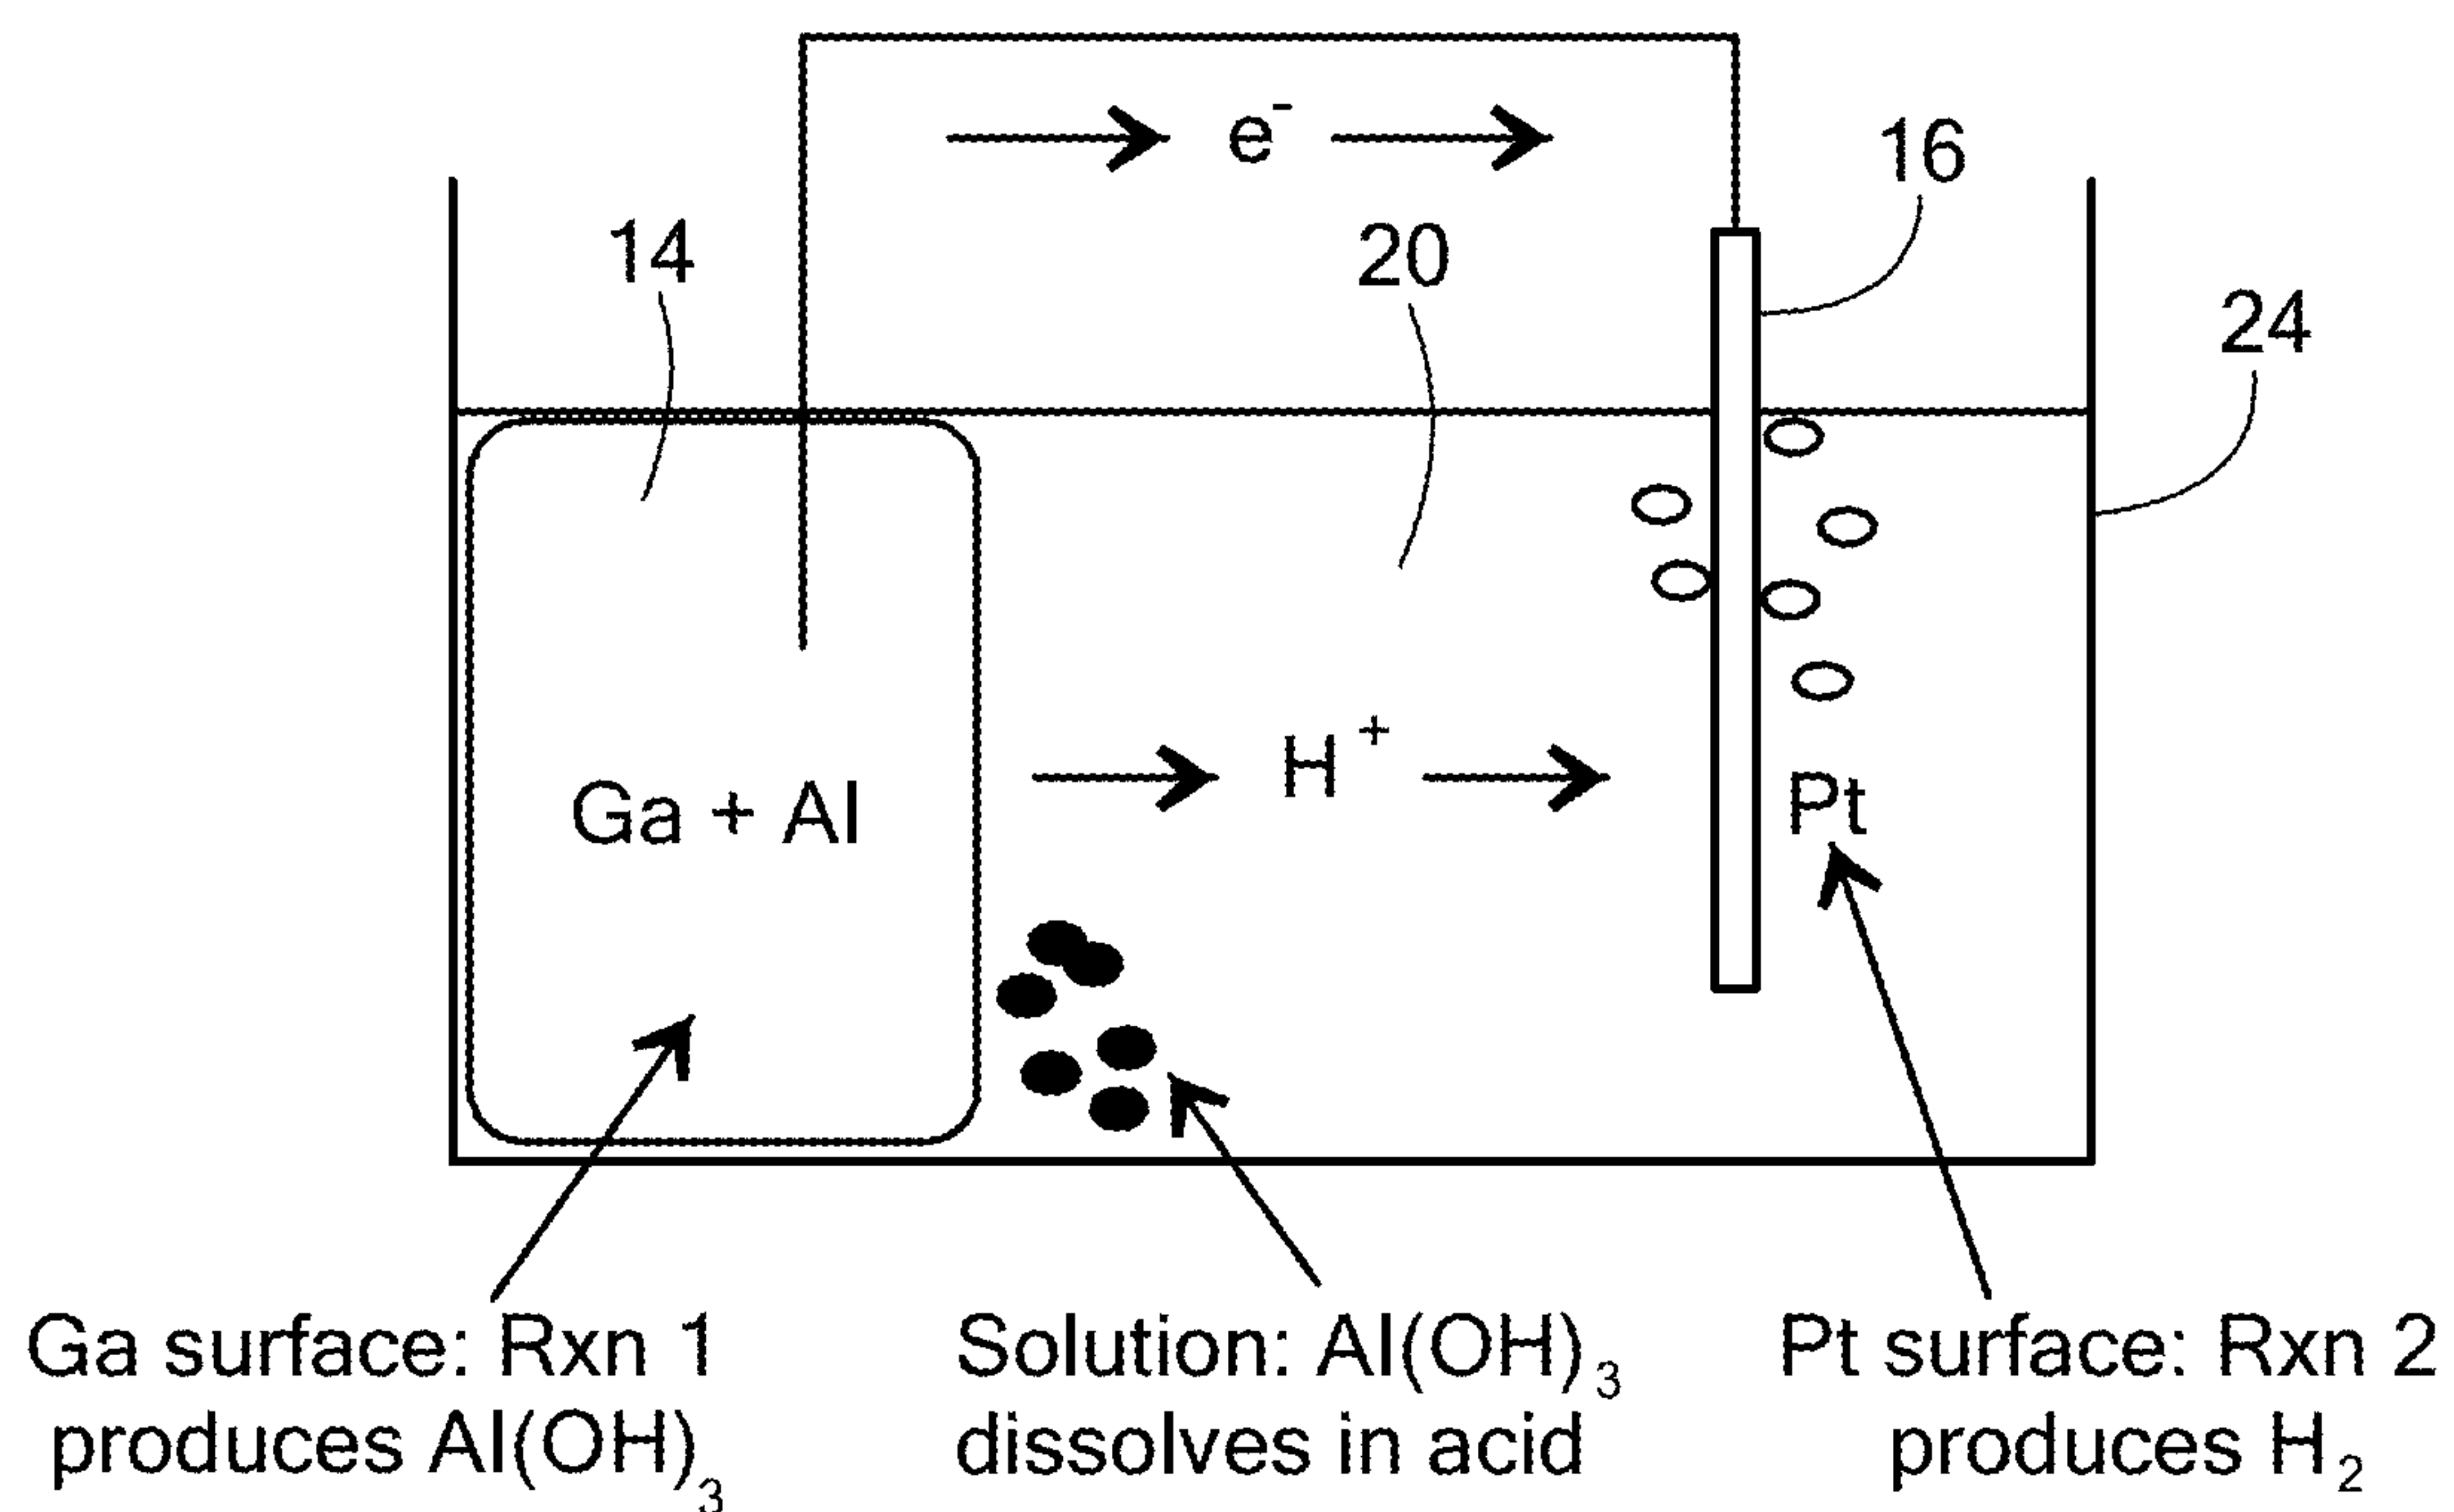 e⁻
16
14
20
24
H⁺
Ga + Al
Pt
Ga surface: Rxn 1
produces Al(OH)₃
Solution: Al(OH)₃
dissolves in acid
Pt surface: Rxn 2
produces H₂